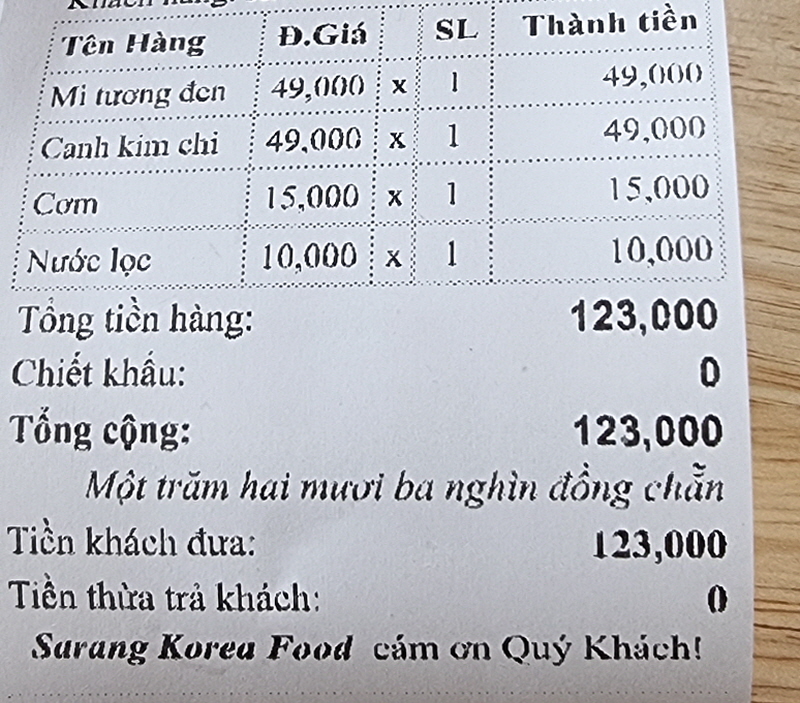 Khách hàng:
Tên Hàng Đ.Giá SL Thành tiền
Mì tương đen 49,000 x 1 49,000
Canh kim chi 49,000 x 1 49,000
Cơm 15,000 x 1 15,000
Nước lọc 10,000 x 1 10,000
Tổng tiền hàng: 123,000
Chiết khấu: 0
Tổng cộng: 123,000
Một trăm hai mươi ba nghìn đồng chẵn
Tiền khách đưa: 123,000
Tiền thừa trả khách: 0
Sarang Korea Food cám ơn Quý Khách!